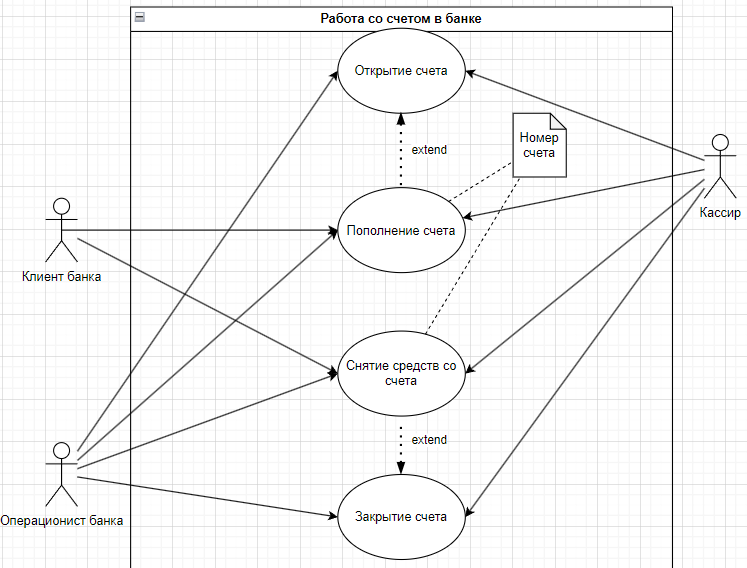 Работа со счетом в банке
Открытие счета
Номер
счета
extend
Кассир
Пополнение счета
Клиент банка
Снятие средств со
счета
extend
Операционист банка
Закрытие счета